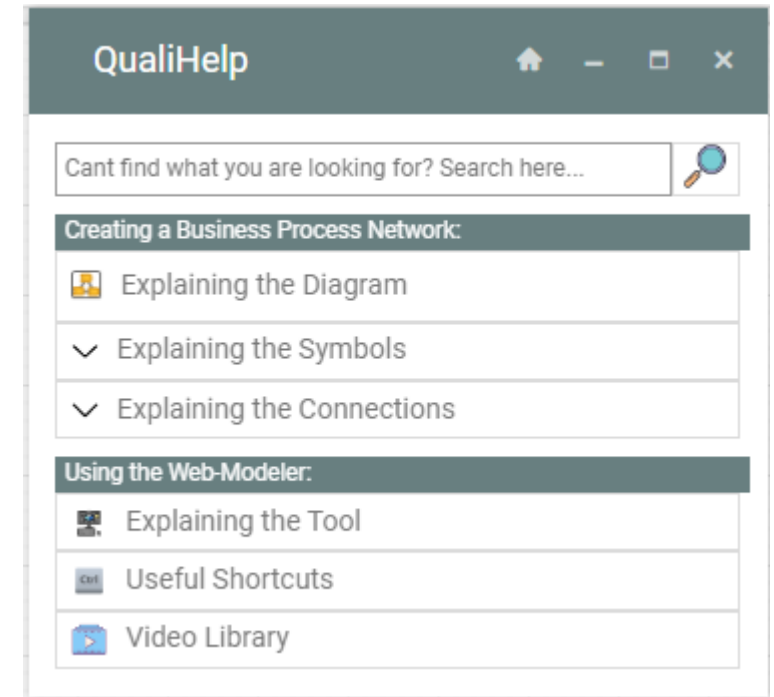 QualiHelp
Cant find what you are looking for? Search here...
Creating a Business Process Network:
Explaining the Diagram
Explaining the Symbols
Explaining the Connections
Using the Web-Modeler:
Explaining the Tool
Ctrl
Useful Shortcuts
Video Library